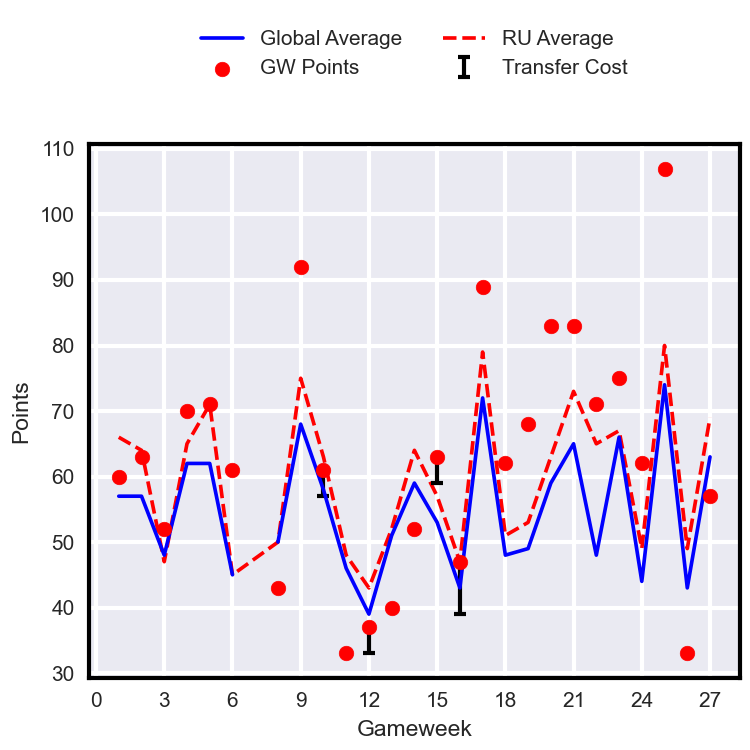 Global Average
RU Average
GW Points
Transfer Cost
110
100
90
80
70
60
50
40
30
Points
0 3 6 9 12 15 18 21 24 27
Gameweek